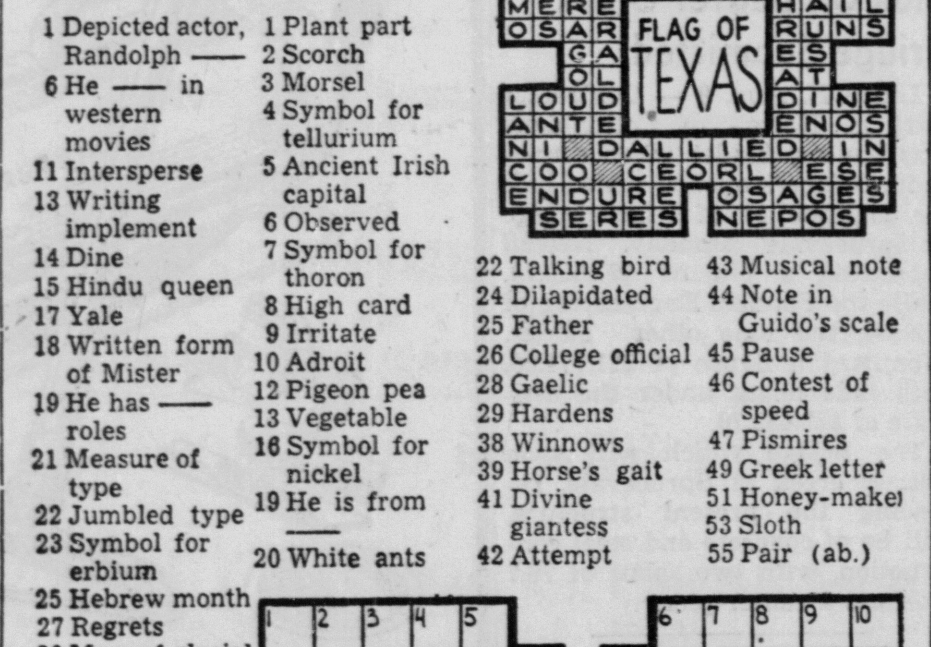 1 Depicted actor,
Randolph —
6 He — in
western
movies
11 Intersperse
13 Writing
implement
14 Dine
15 Hindu queen
17 Yale
18 Written form
of Mister
19 He has —
roles
21 Measure of
type
22 Jumbled type
23 Symbol for
erbium
25 Hebrew month
27 Regrets
1 Plant part
2 Scorch
3 Morsel
4 Symbol for
tellurium
5 Ancient Irish
capital
6 Observed
7 Symbol for
thoron
8 High card
9 Irritate
10 Adroit
12 Pigeon pea
13 Vegetable
16 Symbol for
nickel
19 He is from
—
20 White ants
MERE
OSAR RUNS
FLAG OF
TEXAS
GA ES
OL AT
LOUD DINE
ANTE ENOS
NI DALLIED IN
COO CEORL ESE
ENDURE OSAGES
SERES NEPOS
22 Talking bird
24 Dilapidated
25 Father
26 College official
28 Gaelic
29 Hardens
38 Winnows
39 Horse's gait
41 Divine
giantess
42 Attempt
43 Musical note
44 Note in
Guido's scale
45 Pause
46 Contest of
speed
47 Pismires
49 Greek letter
51 Honey-maker
53 Sloth
55 Pair (ab.)
1 2 3 4 5 6 7 8 9 10